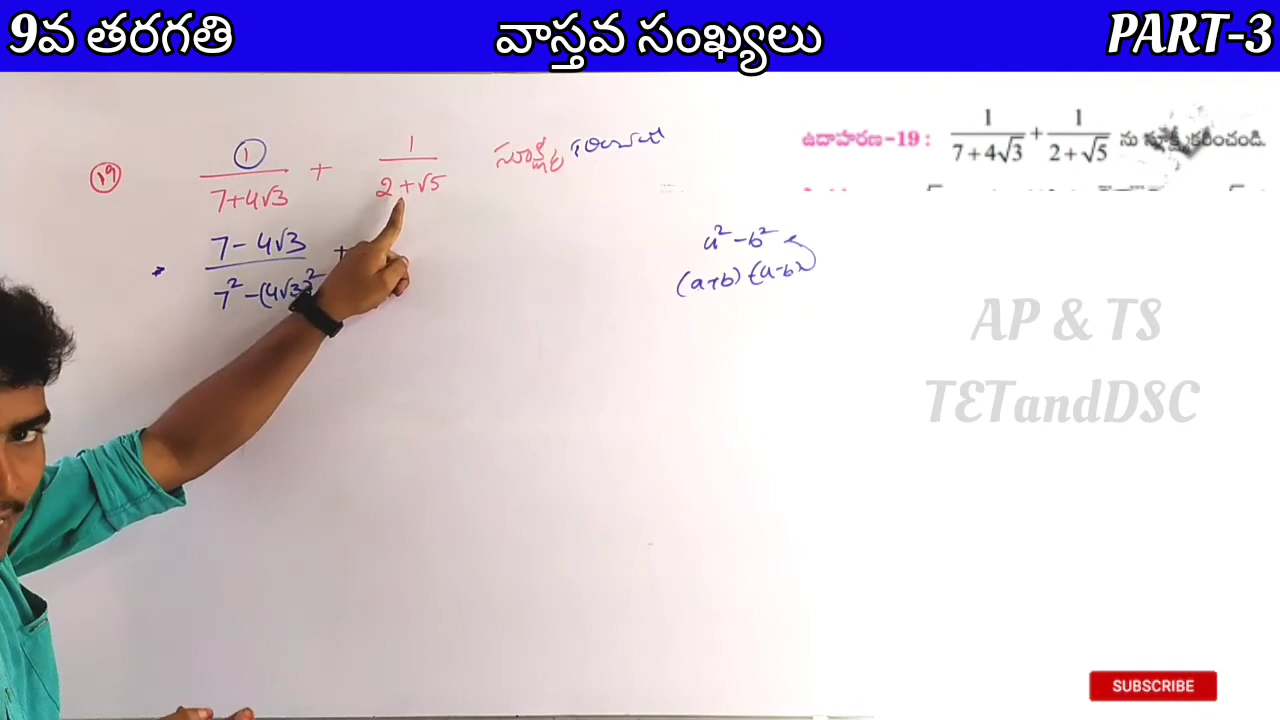 9వ తరగతి వాస్తవ సంఖ్యలు PART-3
ఉదాహరణ-19 : 1/(7+4√3) + 1/(2+√5) ను సూక్ష్మీకరించండి.
19 1/(7+4√3) + 1/(2+√5)
(7-4√3)/(7²-(4√3)²) +
a²-b²
(a+b) (a-b)
AP & TS
TETandDSC
SUBSCRIBE